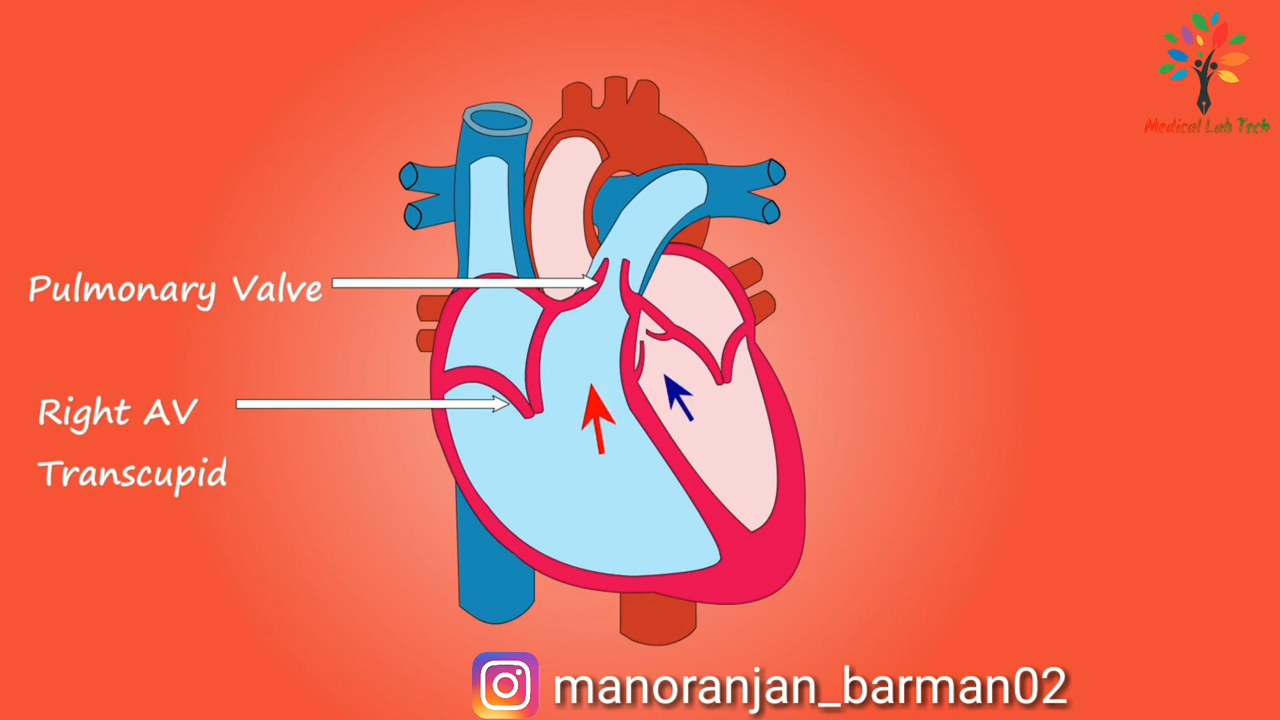 Medical Lab Tech
Pulmonary Valve
Right AV
Transcupid
manoranjan_barman02